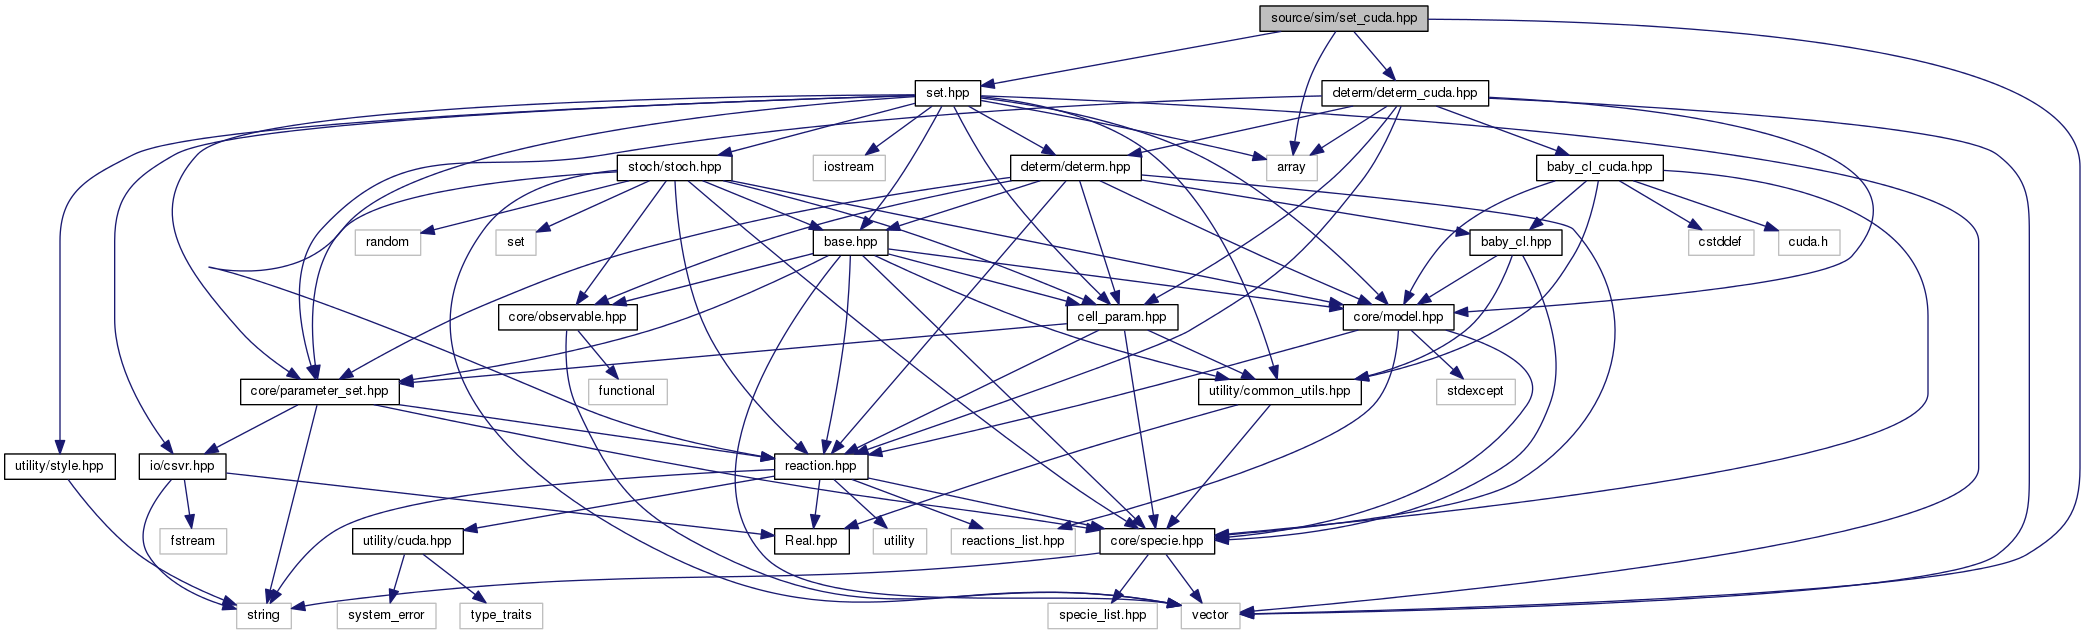 source/sim/set_cuda.hpp
set.hpp
determ/determ_cuda.hpp
stoch/stoch.hpp
iostream
determ/determ.hpp
array
baby_cl_cuda.hpp
random
set
base.hpp
baby_cl.hpp
cstddef
cuda.h
core/observable.hpp
cell_param.hpp
core/model.hpp
core/parameter_set.hpp
functional
utility/common_utils.hpp
stdexcept
utility/style.hpp
io/csvr.hpp
reaction.hpp
fstream
utility/cuda.hpp
Real.hpp
utility
reactions_list.hpp
core/specie.hpp
string
system_error
type_traits
specie_list.hpp
vector